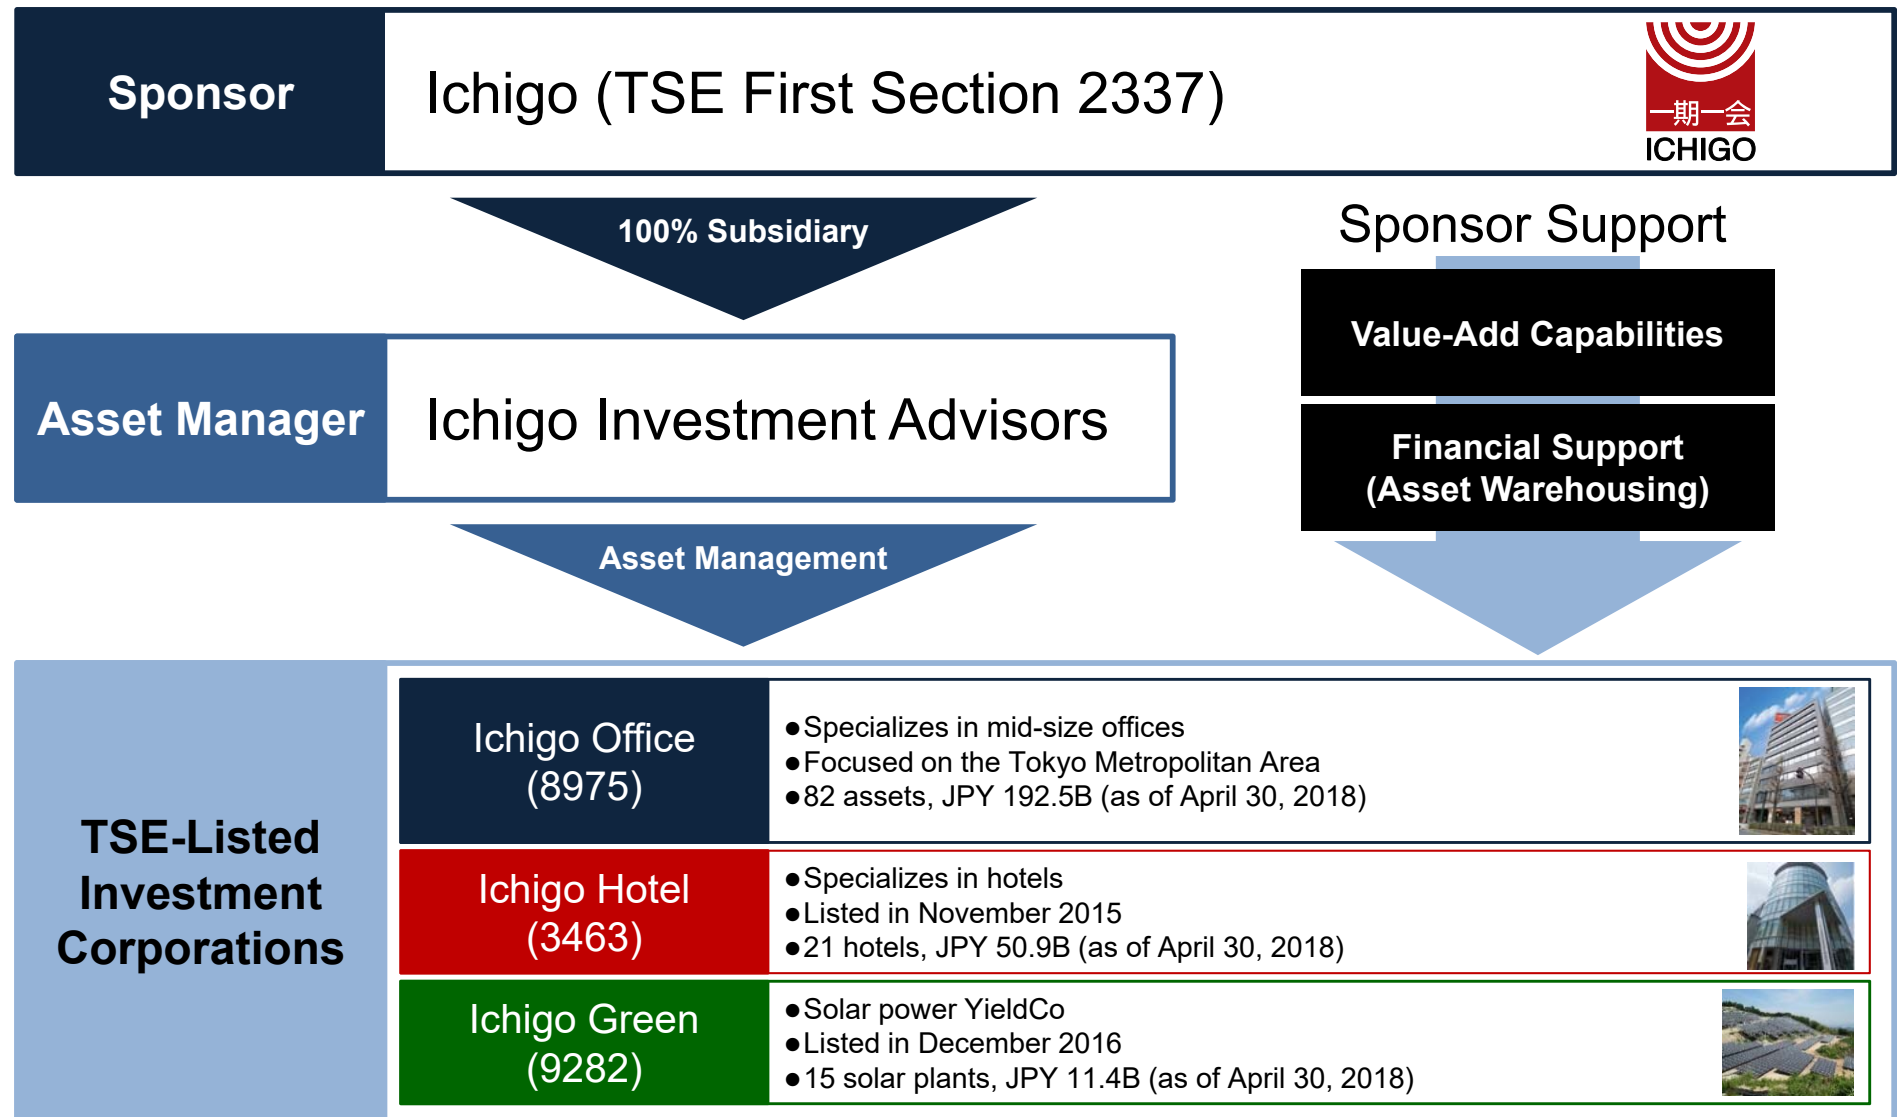 Sponsor
Ichigo (TSE First Section 2337)
一期一会
ICHIGO
100% Subsidiary
Sponsor Support
Value-Add Capabilities
Financial Support
(Asset Warehousing)
Asset Manager
Ichigo Investment Advisors
Asset Management
TSE-Listed
Investment
Corporations
Ichigo Office
(8975)
●Specializes in mid-size offices
●Focused on the Tokyo Metropolitan Area
●82 assets, JPY 192.5B (as of April 30, 2018)
Ichigo Hotel
(3463)
●Specializes in hotels
●Listed in November 2015
●21 hotels, JPY 50.9B (as of April 30, 2018)
Ichigo Green
(9282)
●Solar power YieldCo
●Listed in December 2016
●15 solar plants, JPY 11.4B (as of April 30, 2018)